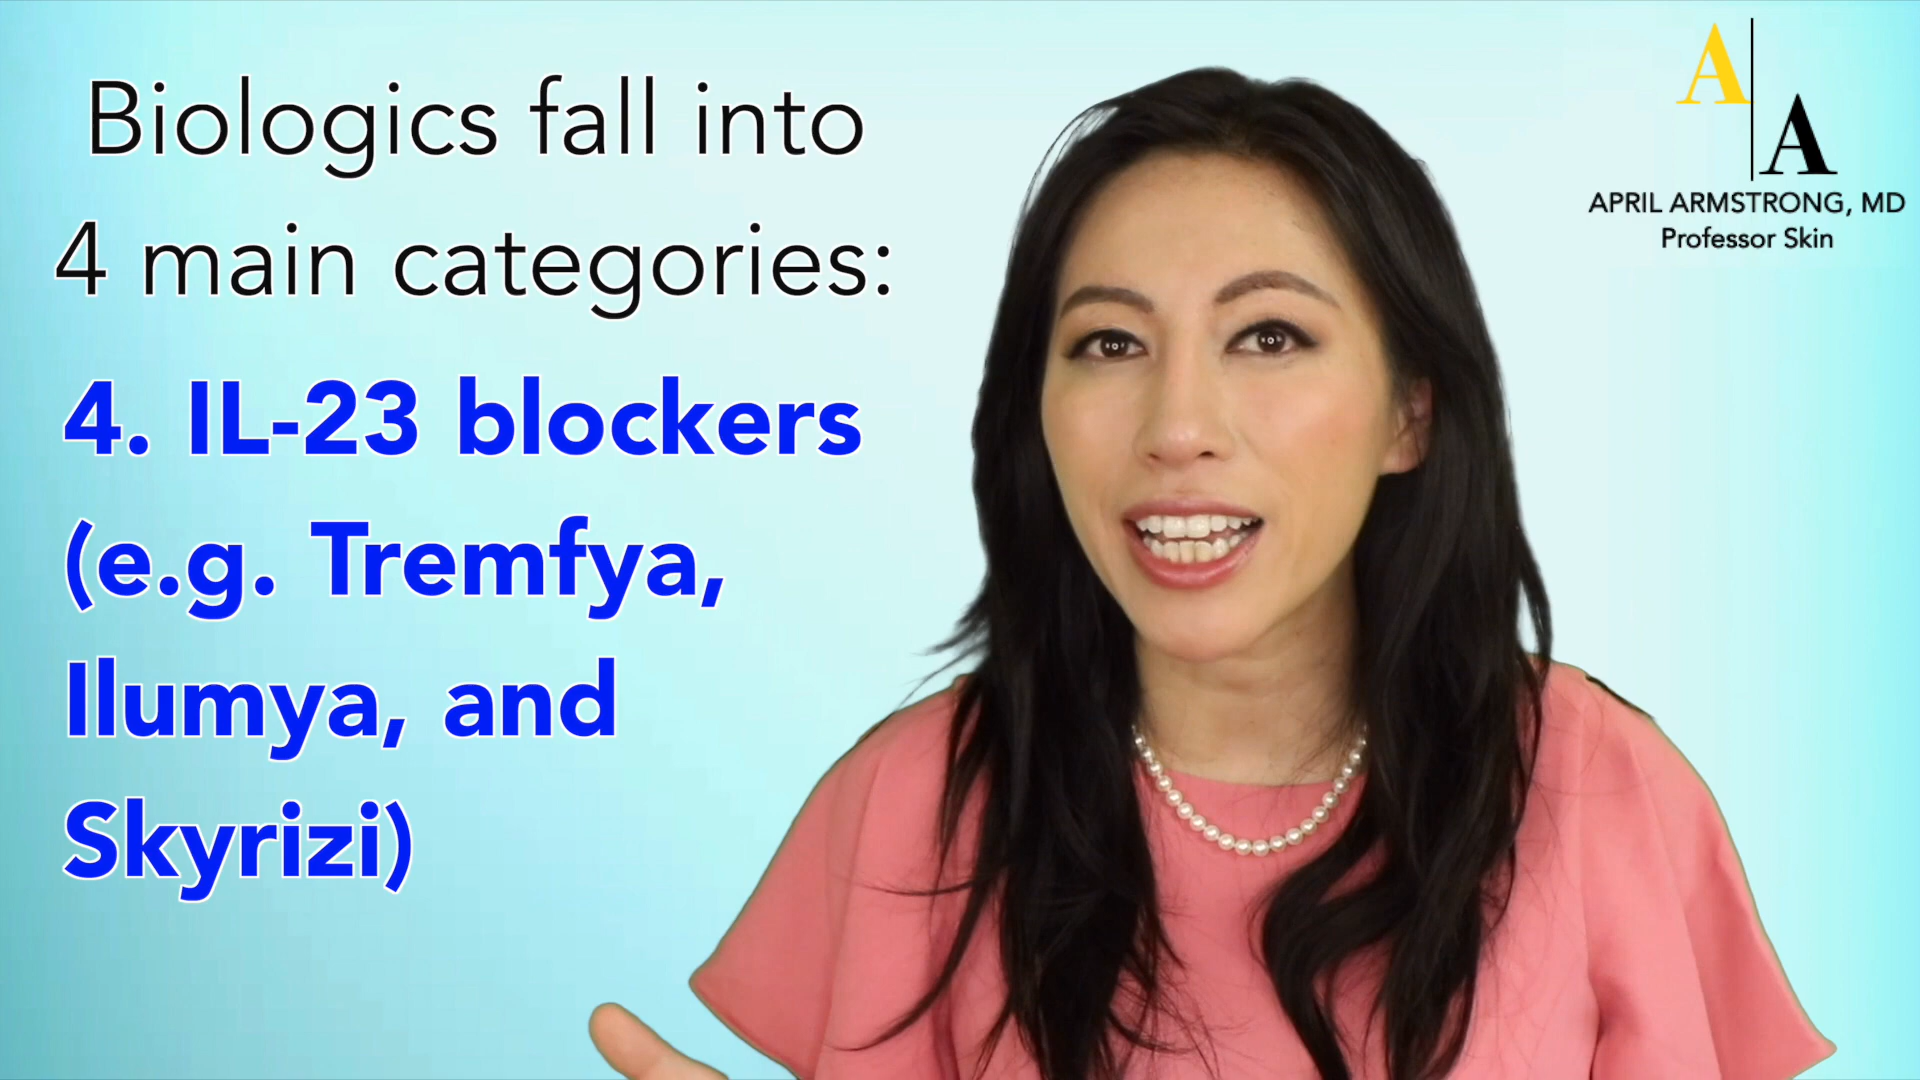 Biologics fall into
4 main categories:
4. IL-23 blockers
(e.g. Tremfya,
Ilumya, and
Skyrizi)
A A
APRIL ARMSTRONG, MD
Professor Skin